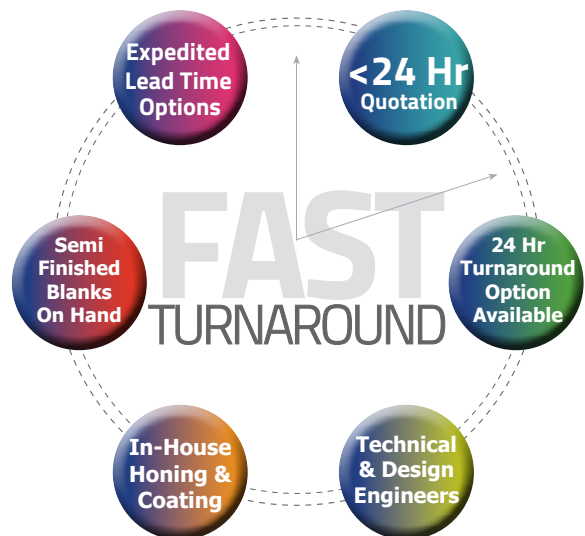 Expedited
Lead Time
Options
<24 Hr
Quotation
Semi
Finished
Blanks
On Hand
FAST
TURNAROUND
24 Hr
Turnaround
Option
Available
In-House
Honing &
Coating
Technical
& Design
Engineers